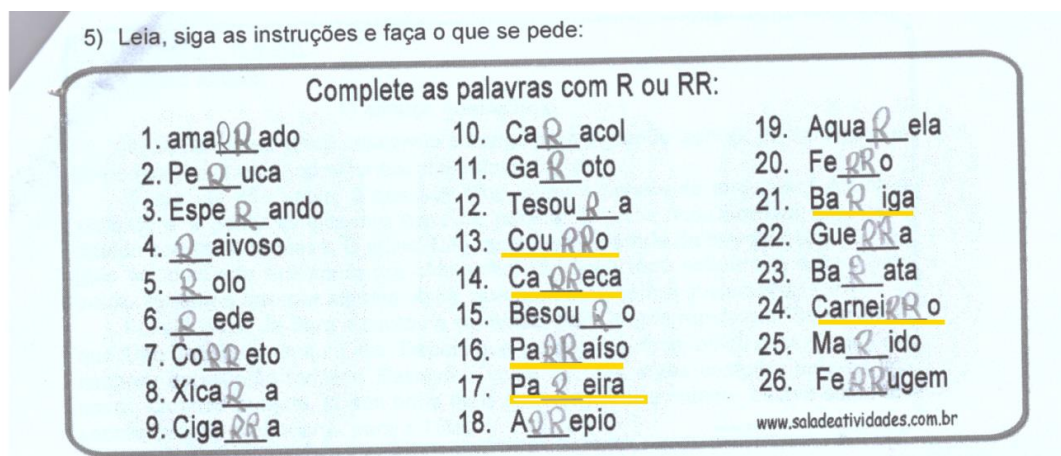 5) Leia, siga as instruções e faça o que se pede:
Complete as palavras com R ou RR:
1. amaRRado
2. PeRuca
3. EspeRando
4. Raivoso
5. Rolo
6. Rede
7. CoRReto
8. XícaRa
9. CigaRRa
10. CaRacol
11. GaRoto
12. TesouRa
13. CouRRo
14. CaRReca
15. BesouRo
16. PaRRaíso
17. PaReira
18. ARRepio
19. AquaRela
20. FeRRo
21. BaRiga
22. GueRRa
23. BaRata
24. CarneiRRo
25. MaRido
26. FeRRugem
www.saladeatividades.com.br